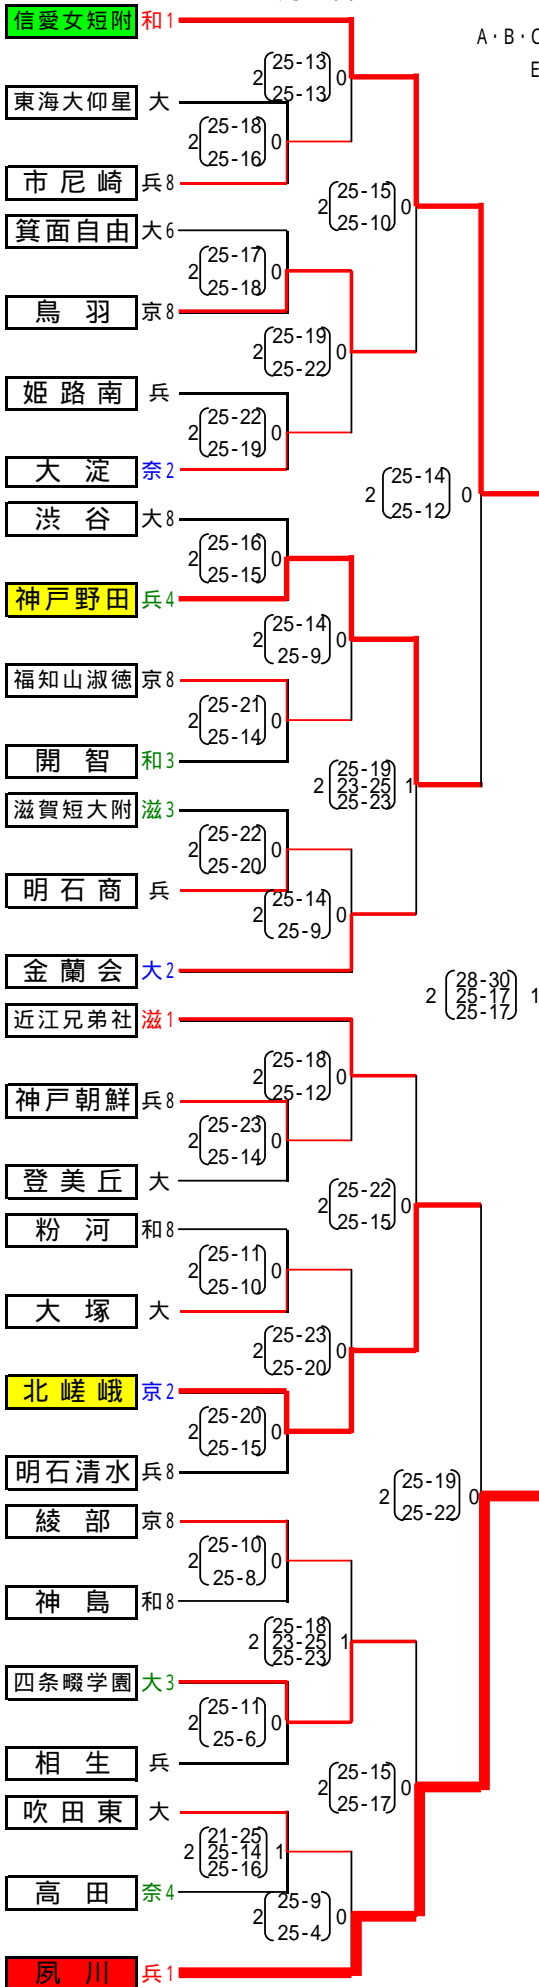 信愛女短附 和1
A・B・C
E
2 25-13 0
25-13
東海大仰星 大
2 25-18 0
25-16
市尼崎 兵8
2 25-15 0
25-10
箕面自由 大6
2 25-17 0
25-18
鳥羽 京8
2 25-19 0
25-22
姫路南 兵
2 25-22 0
25-19
大淀 奈2
2 25-14 0
25-12
渋谷 大8
2 25-16 0
25-15
神戸野田 兵4
2 25-14 0
25-9
福知山淑徳 京8
2 25-21 0
25-14
開智 和3
2 25-19 1
23-25
25-23
滋賀短大附 滋3
2 25-22 0
25-20
明石商 兵
2 25-14 0
25-9
金蘭会 大2
2 28-30 1
25-17
25-17
近江兄弟社 滋1
2 25-18 0
25-12
神戸朝鮮 兵8
2 25-23 0
25-14
登美丘 大
2 25-22 0
25-15
粉河 和8
2 25-11 0
25-10
大塚 大
2 25-23 0
25-20
北嵯峨 京2
2 25-20 0
25-15
明石清水 兵8
2 25-19 0
25-22
綾部 京8
2 25-10 0
25-8
神島 和8
2 25-18 1
23-25
25-23
四条畷学園 大3
2 25-11 0
25-6
相生 兵
2 25-15 0
25-17
吹田東 大
2 21-25 1
25-14
25-16
高田 奈4
2 25-9 0
25-4
夙川 兵1